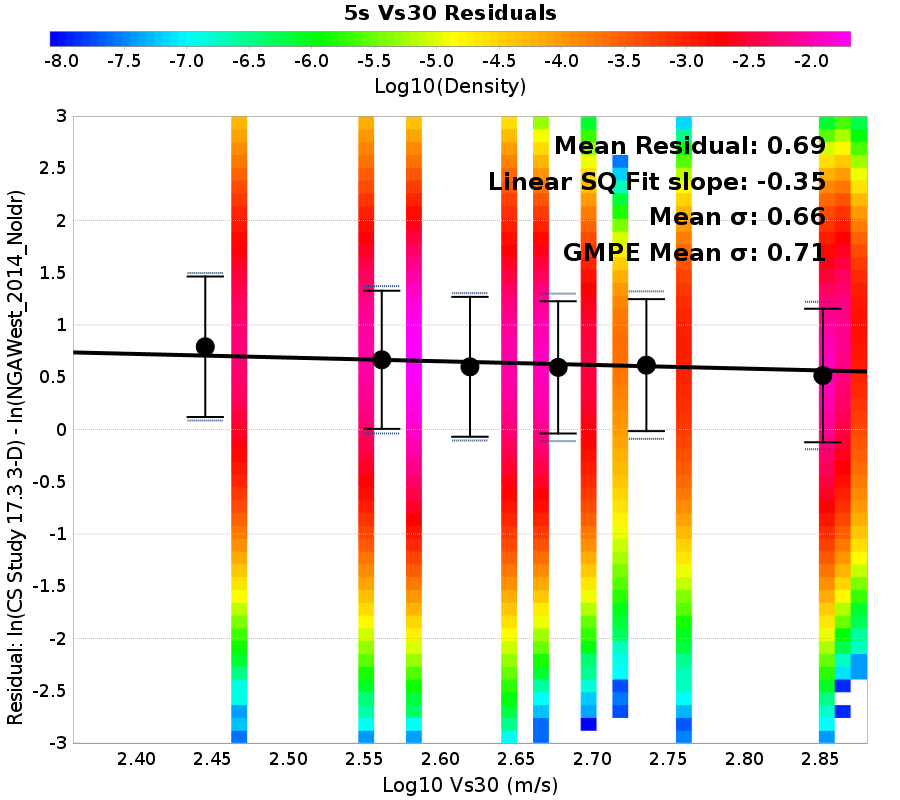 5s Vs30 Residuals
-8.0 -7.5 -7.0 -6.5 -6.0 -5.5 -5.0 -4.5 -4.0 -3.5 -3.0 -2.5 -2.0
Log10(Density)
Mean Residual: 0.69
Linear SQ Fit slope: -0.35
Mean σ: 0.66
GMPE Mean σ: 0.71
Residual: ln(CS Study 17.3 3-D) - ln(NGAWest_2014_NoIdr)
3
2.5
2
1.5
1
0.5
0
-0.5
-1
-1.5
-2
-2.5
-3
2.40 2.45 2.50 2.55 2.60 2.65 2.70 2.75 2.80 2.85
Log10 Vs30 (m/s)